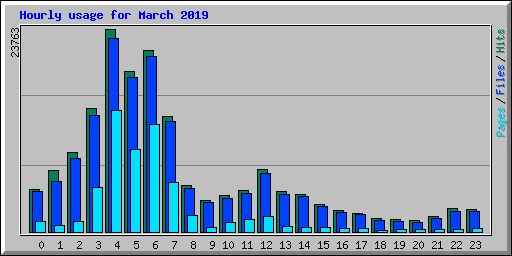 Hourly usage for March 2019
23763
Pages/Files/Hits
0 1 2 3 4 5 6 7 8 9 10 11 12 13 14 15 16 17 18 19 20 21 22 23